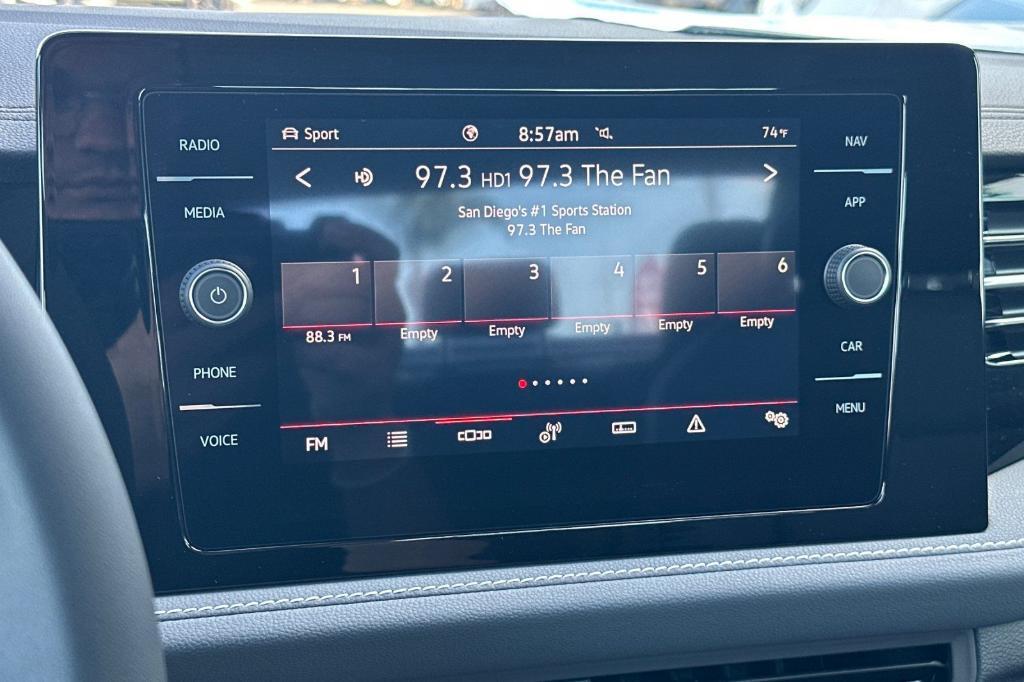 Sport 8:57am 74°F
RADIO
NAV
HD 97.3 HD1 97.3 The Fan
MEDIA
San Diego's #1 Sports Station
APP
97.3 The Fan
1 2 3 4 5 6
88.3 FM Empty Empty Empty Empty Empty
PHONE
CAR
VOICE
MENU
FM